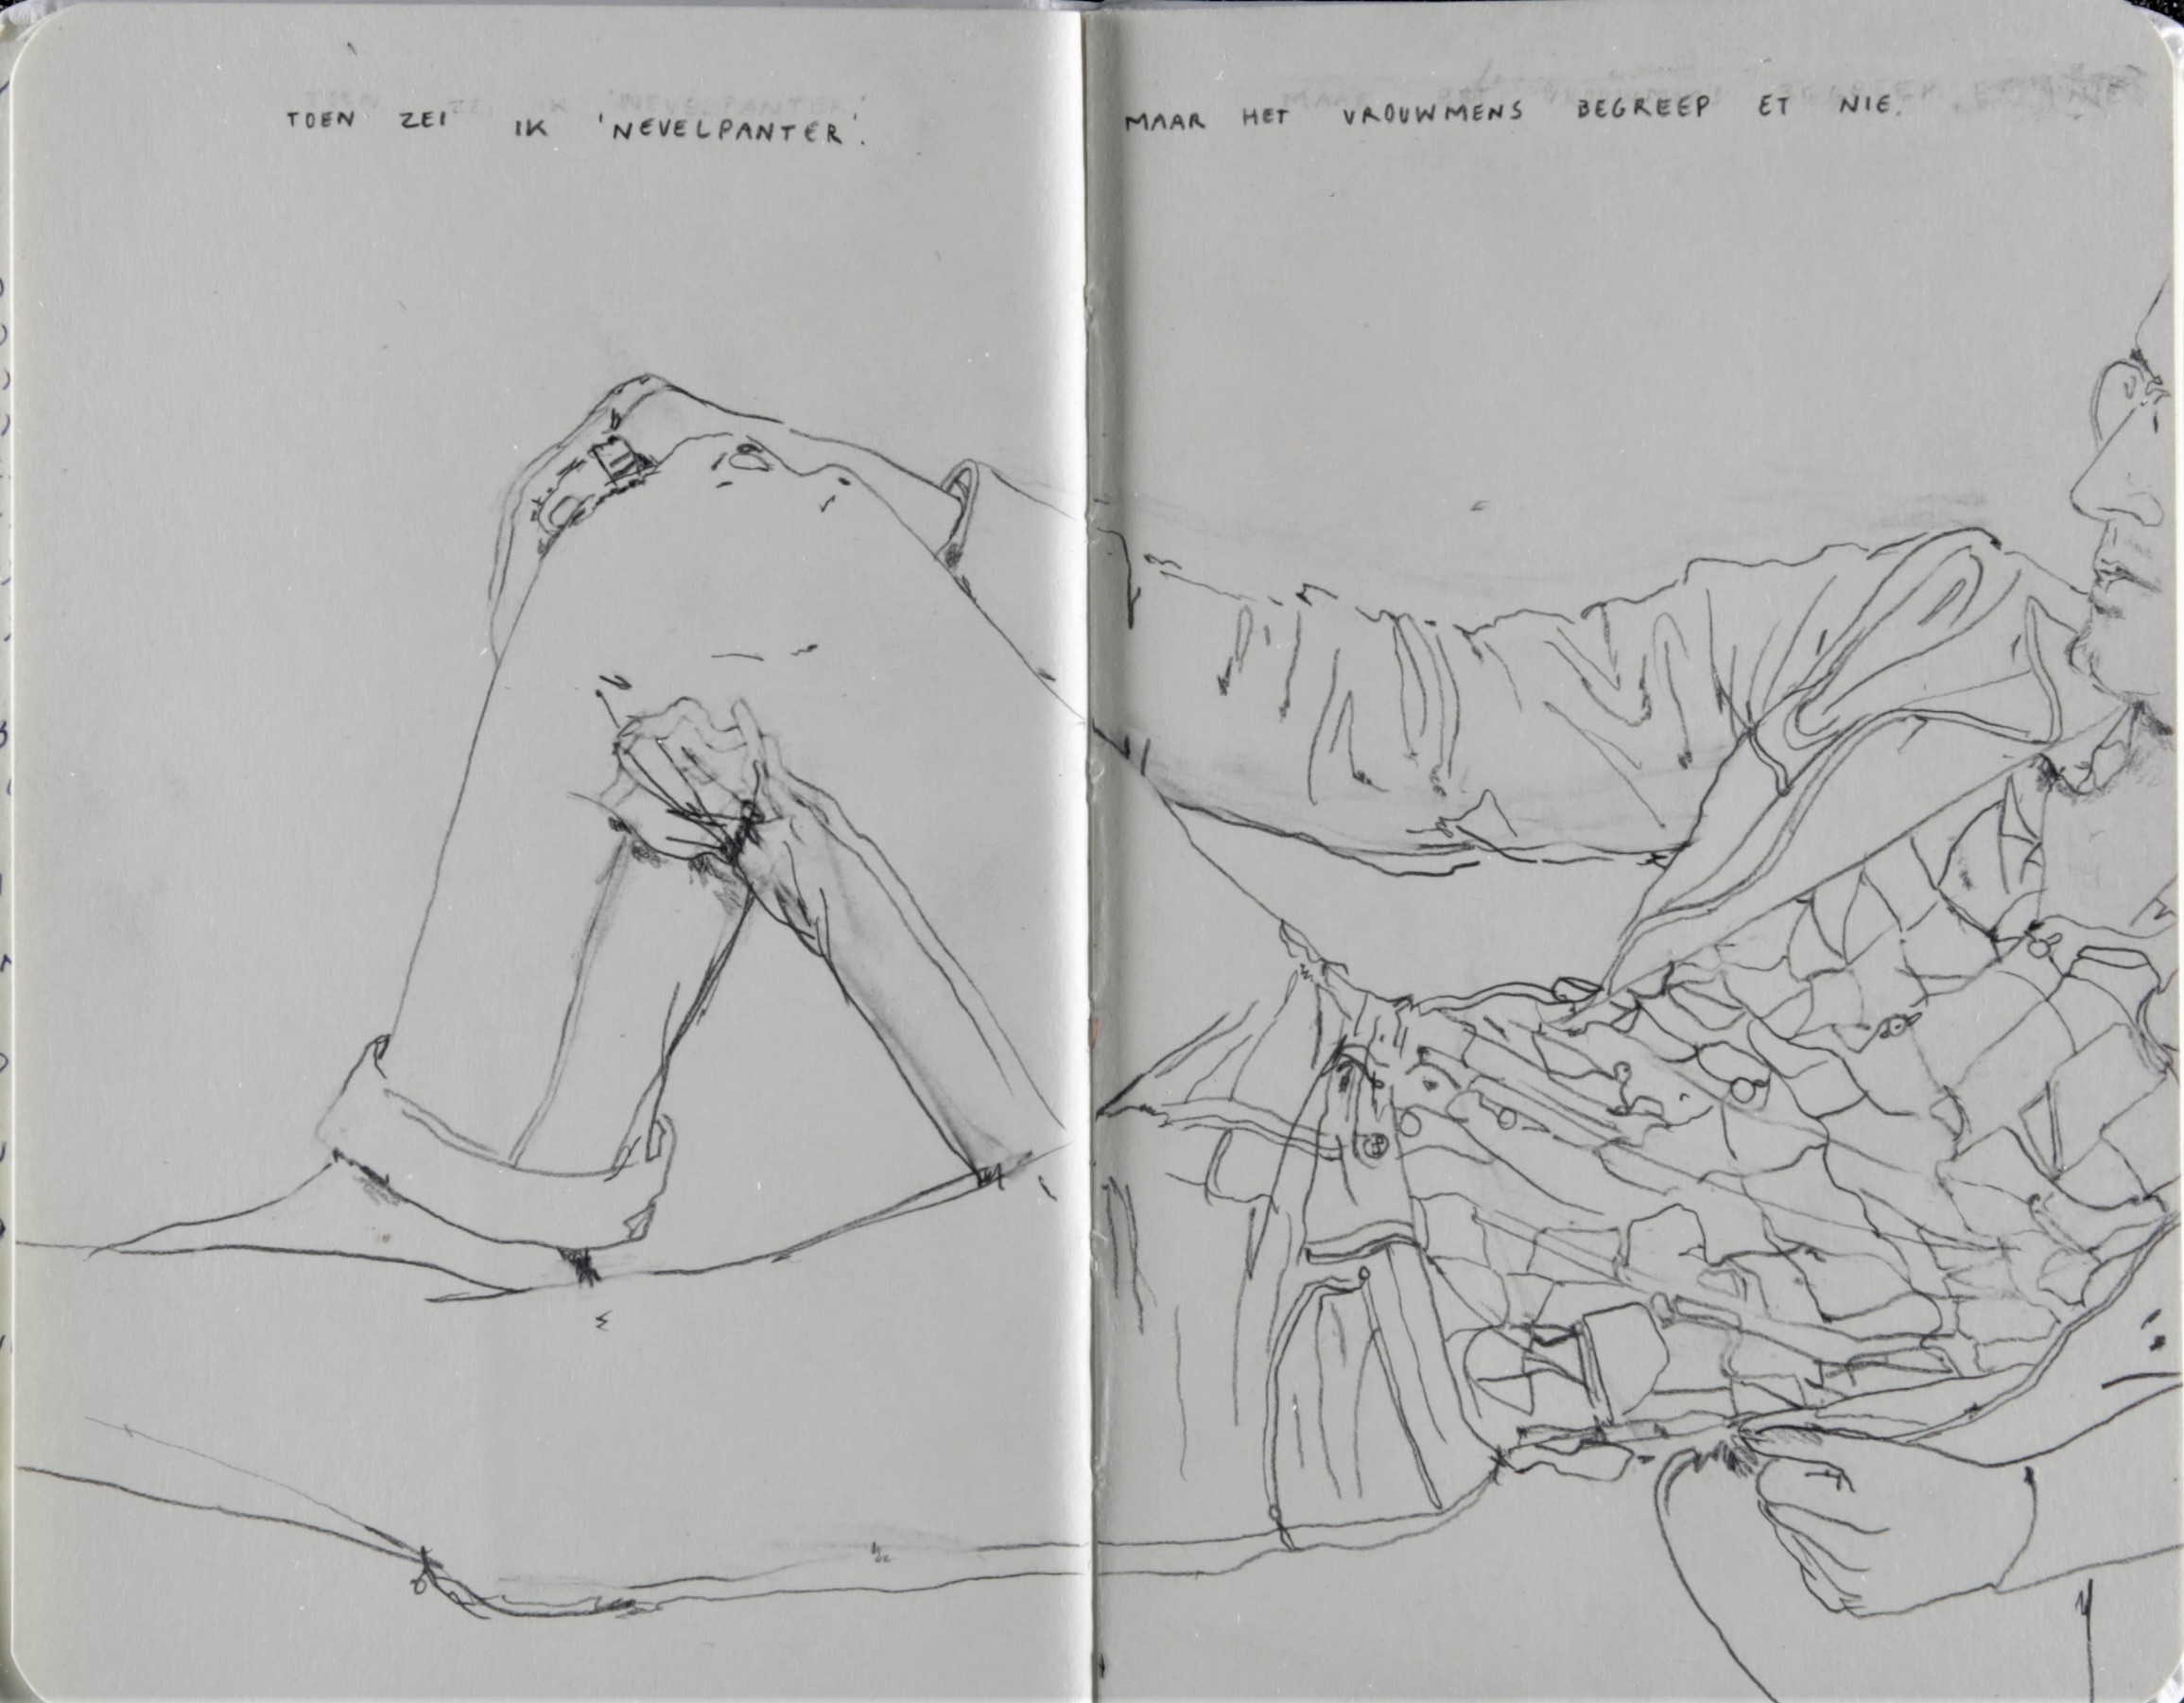 TOEN ZEI IK 'NEVELPANTER'.
MAAR HET VROUWMENS BEGREEP ET NIE.